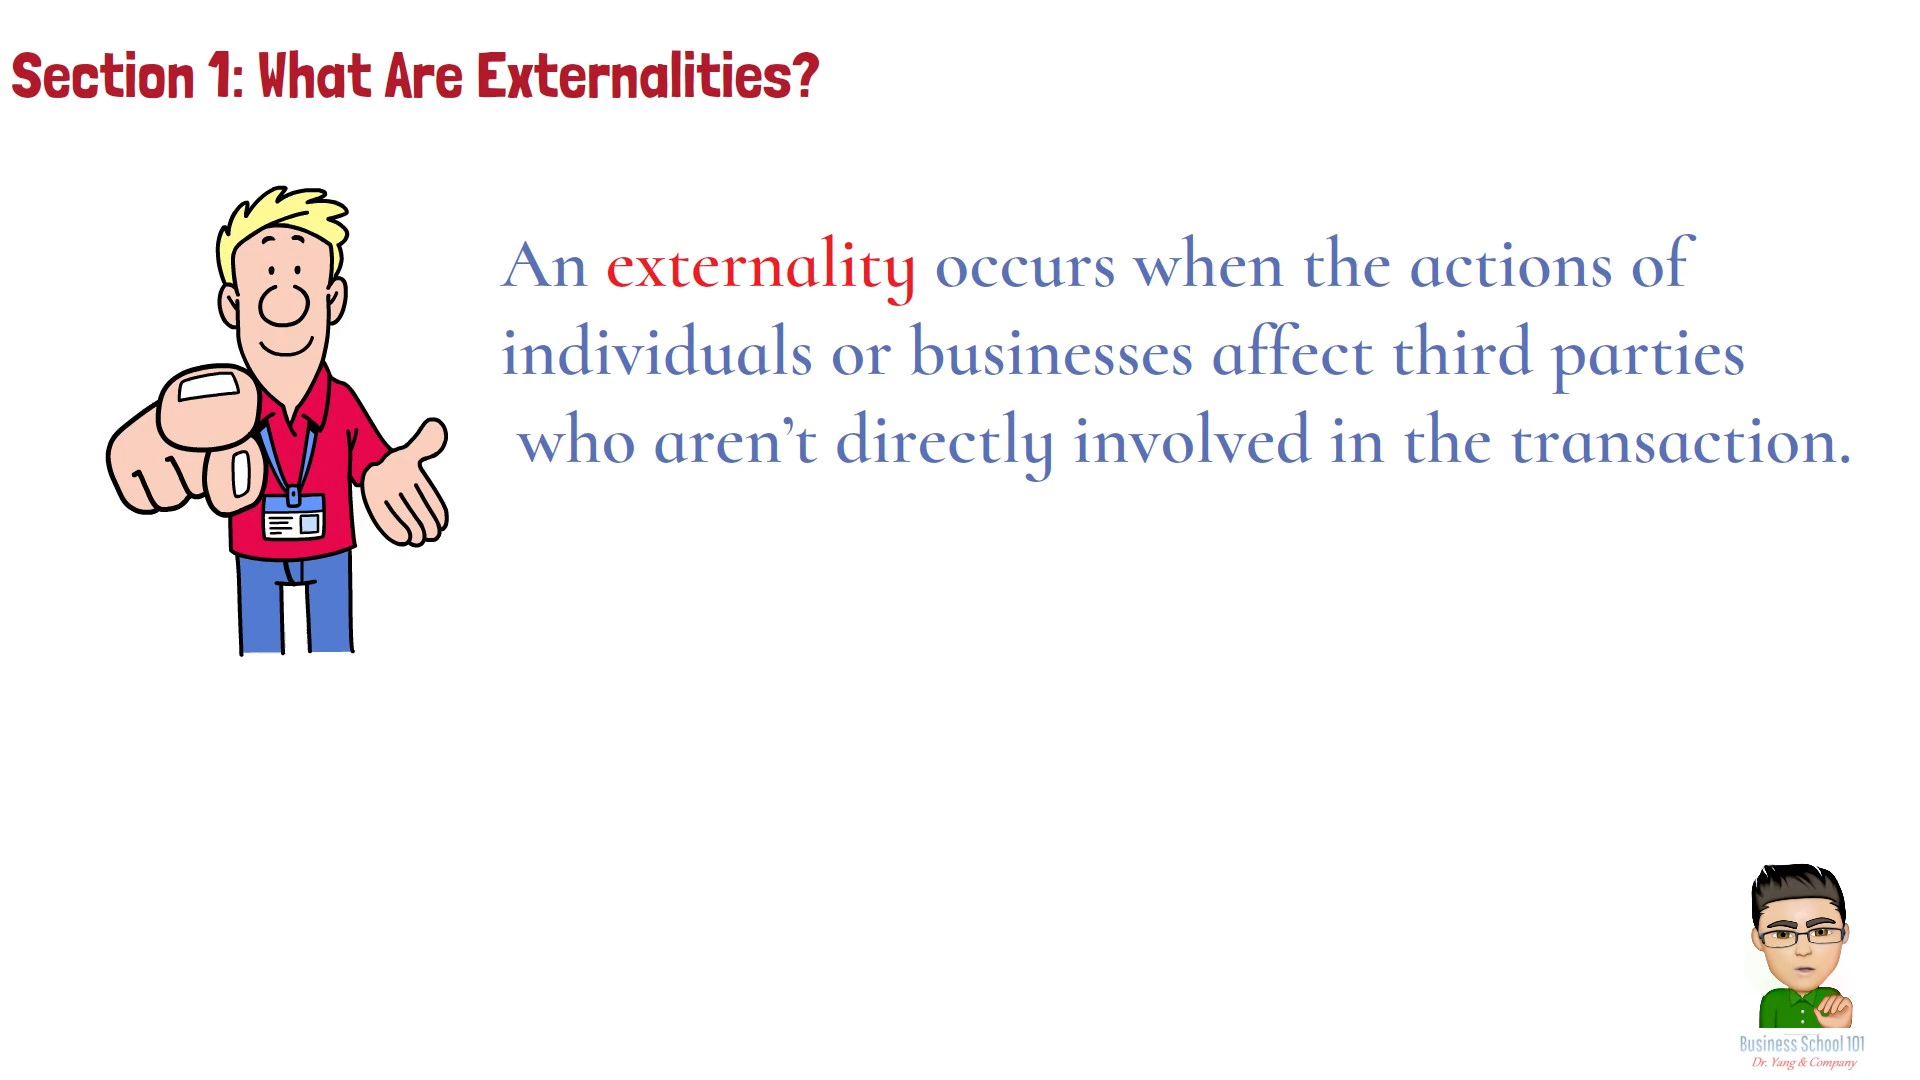 Section 1: What Are Externalities?
An externality occurs when the actions of
individuals or businesses affect third parties
who aren’t directly involved in the transaction.
Business School 101
Dr. Yang & Company